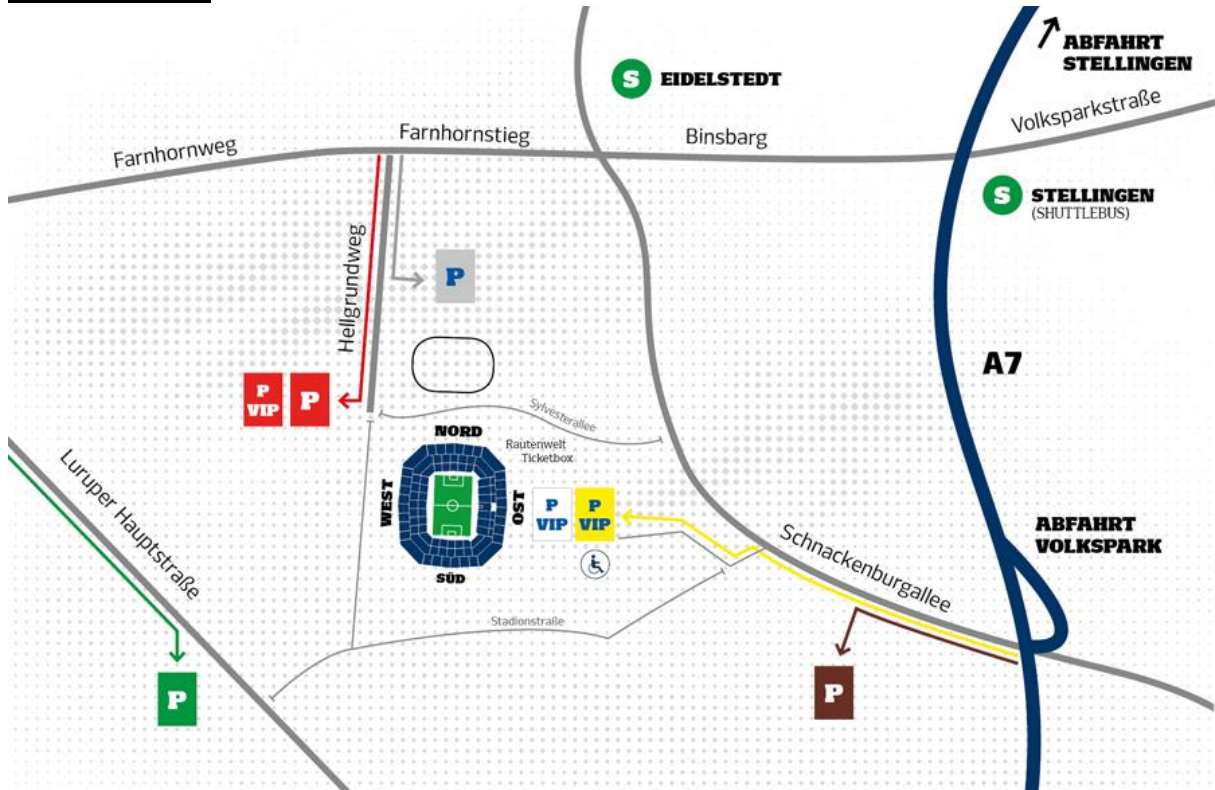 ABFAHRT
STELLINGEN
S EIDELSTEDT
Volksparkstraße
Farnhornstieg
Binsbarg
Farnhornweg
S STELLINGEN
(SHUTTLEBUS)
Hellgrundweg
P
A7
P
VIP
P
Sylvesterallee
NORD
Rautenwelt
Ticketbox
Luruper Hauptstraße
WEST
OST
P
VIP
P
VIP
ABFAHRT
VOLKSPARK
Schnackenburgallee
SÜD
Stadionstraße
P
P